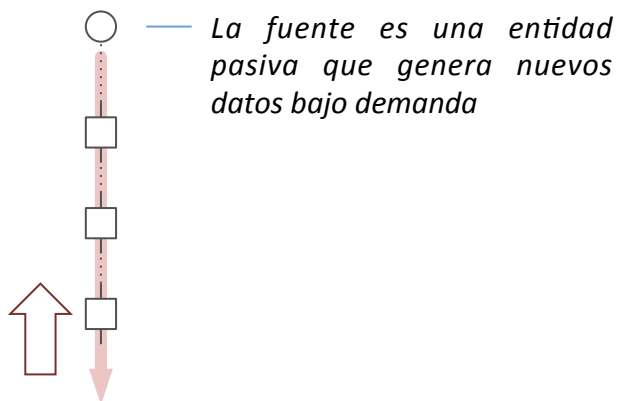 La fuente es una entidad
pasiva que genera nuevos
datos bajo demanda